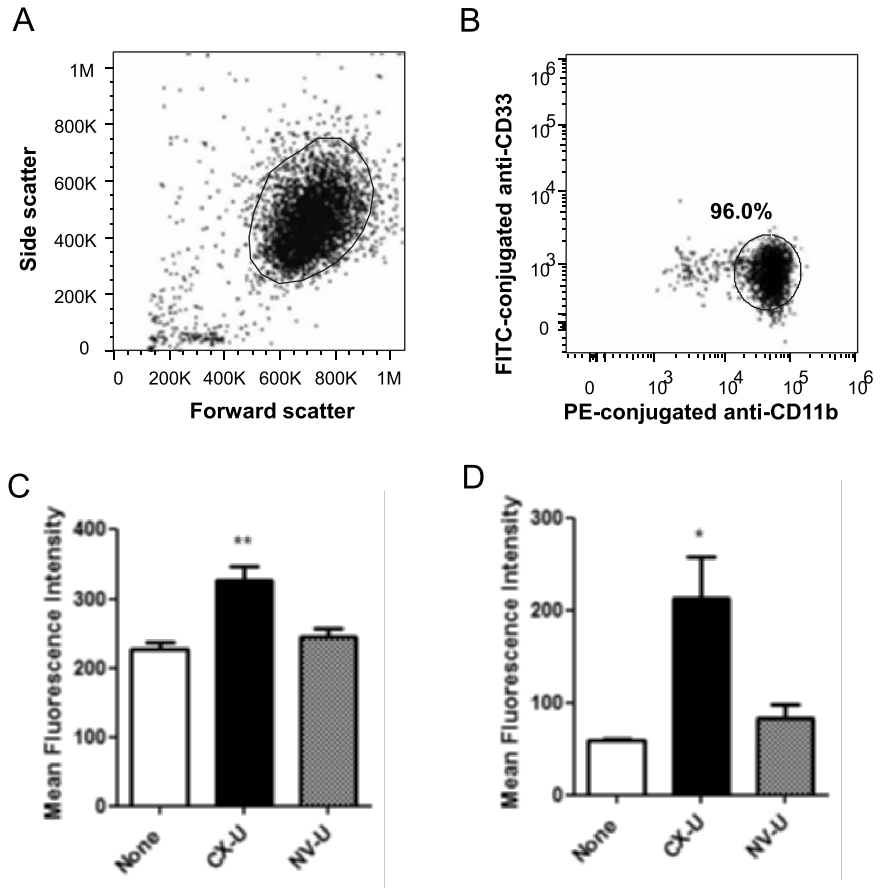 A
Side scatter
1M
800K
600K
400K
200K
0
0 200K 400K 600K 800K 1M
Forward scatter
B
FITC-conjugated anti-CD33
10^6
10^5
10^4
10^3
0
96.0%
0 10^3 10^4 10^5 10^6
PE-conjugated anti-CD11b
C
Mean Fluorescence Intensity
400
300
200
100
0
**
None CX-U NV-U
D
Mean Fluorescence Intensity
300
200
100
0
*
None CX-U NV-U